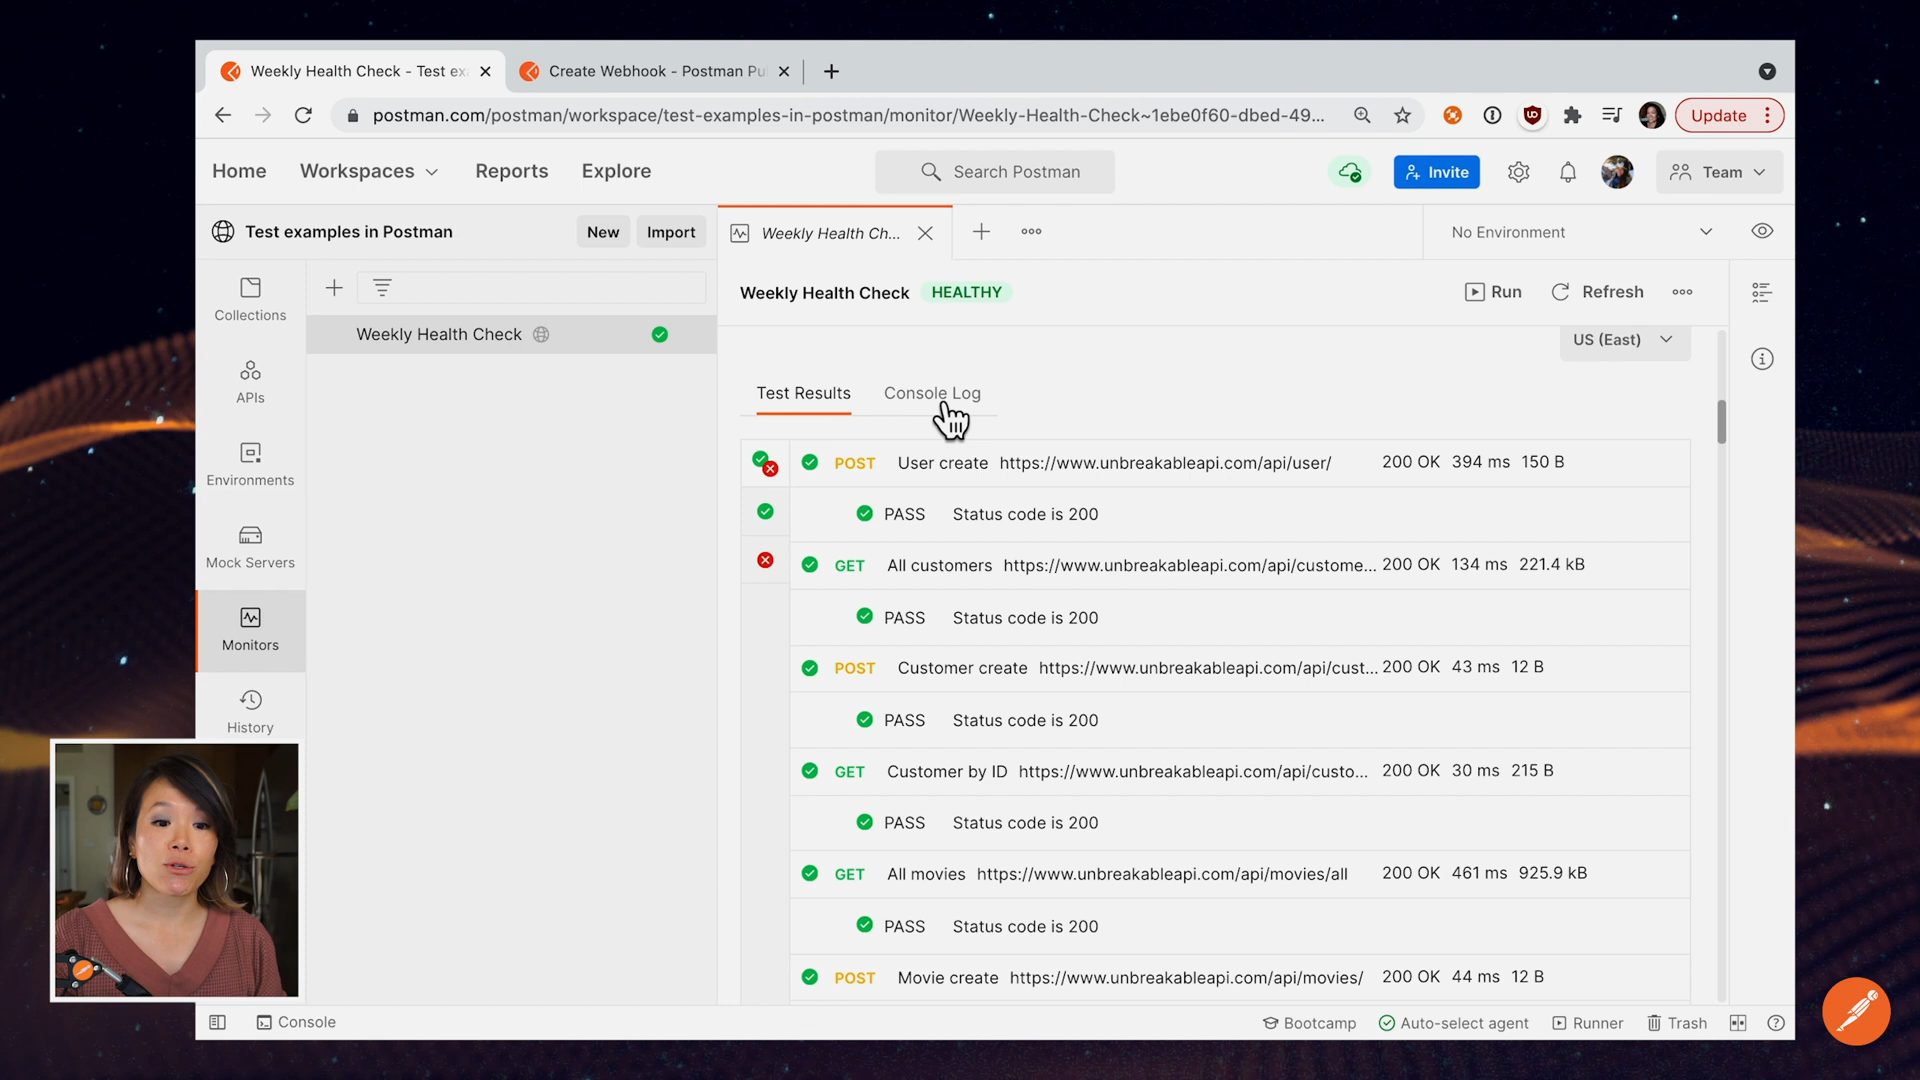 Weekly Health Check - Test ex
Create Webhook - Postman Pu
postman.com/postman/workspace/test-examples-in-postman/monitor/Weekly-Health-Check~1ebe0f60-dbed-49...
Update
Home
Workspaces
Reports
Explore
Search Postman
Invite
Team
Test examples in Postman
New
Import
Weekly Health Ch...
No Environment
Collections
APIs
Environments
Mock Servers
Monitors
History
Weekly Health Check
Weekly Health Check
HEALTHY
Run
Refresh
US (East)
Test Results
Console Log
POST User create https://www.unbreakableapi.com/api/user/ 200 OK 394 ms 150 B
PASS Status code is 200
GET All customers https://www.unbreakableapi.com/api/custome... 200 OK 134 ms 221.4 kB
PASS Status code is 200
POST Customer create https://www.unbreakableapi.com/api/cust... 200 OK 43 ms 12 B
PASS Status code is 200
GET Customer by ID https://www.unbreakableapi.com/api/custo... 200 OK 30 ms 215 B
PASS Status code is 200
GET All movies https://www.unbreakableapi.com/api/movies/all 200 OK 461 ms 925.9 kB
PASS Status code is 200
POST Movie create https://www.unbreakableapi.com/api/movies/ 200 OK 44 ms 12 B
Console
Bootcamp
Auto-select agent
Runner
Trash